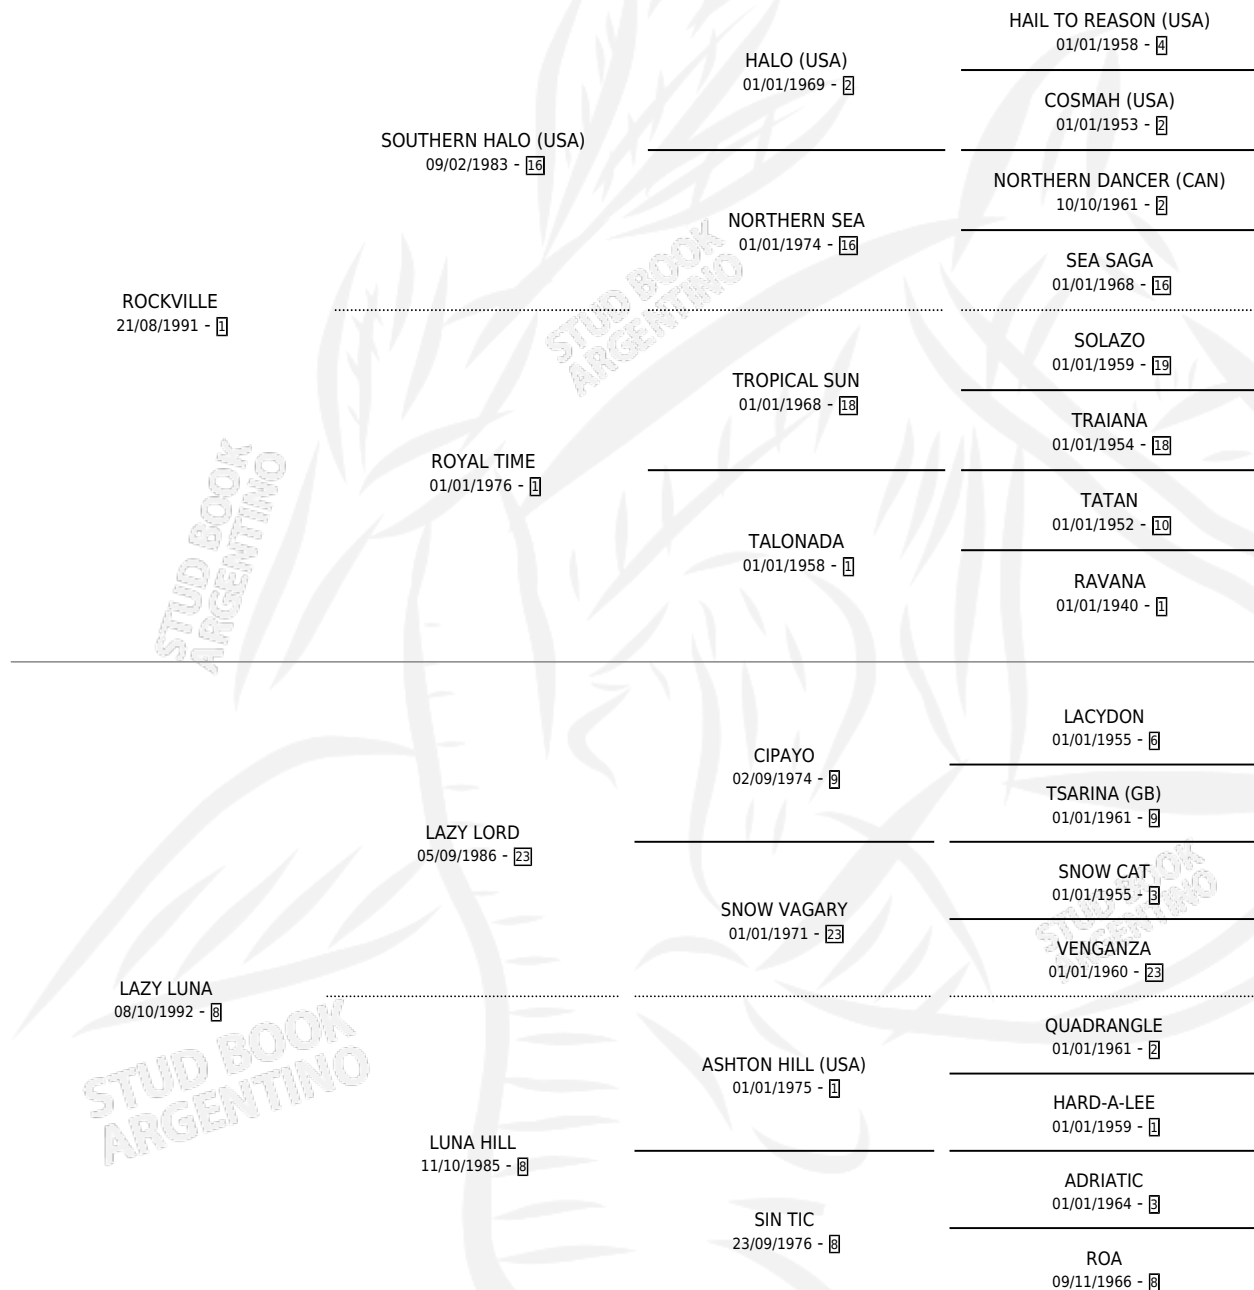 HAIL TO REASON (USA)
01/01/1958 - 4
HALO (USA)
01/01/1969 - 2
COSMAH (USA)
01/01/1953 - 2
SOUTHERN HALO (USA)
09/02/1983 - 16
NORTHERN DANCER (CAN)
10/10/1961 - 2
NORTHERN SEA
01/01/1974 - 16
SEA SAGA
01/01/1968 - 16
STUD BOOK
ARGENTINO
ROCKVILLE
21/08/1991 - 1
SOLAZO
01/01/1959 - 19
TROPICAL SUN
01/01/1968 - 18
TRAIANA
01/01/1954 - 18
ROYAL TIME
01/01/1976 - 1
TATAN
01/01/1952 - 10
TALONADA
01/01/1958 - 1
RAVANA
01/01/1940 - 1
STUD BOOK
ARGENTINO
LACYDON
01/01/1955 - 6
CIPAYO
02/09/1974 - 9
TSARINA (GB)
01/01/1961 - 9
LAZY LORD
05/09/1986 - 23
SNOW CAT
01/01/1955 - 3
SNOW VAGARY
01/01/1971 - 23
VENGANZA
01/01/1960 - 23
STUD BOOK
ARGENTINO
LAZY LUNA
08/10/1992 - 8
QUADRANGLE
01/01/1961 - 2
ASHTON HILL (USA)
01/01/1975 - 1
HARD-A-LEE
01/01/1959 - 1
STUD BOOK
ARGENTINO
LUNA HILL
11/10/1985 - 8
ADRIATIC
01/01/1964 - 3
SIN TIC
23/09/1976 - 8
ROA
09/11/1966 - 8